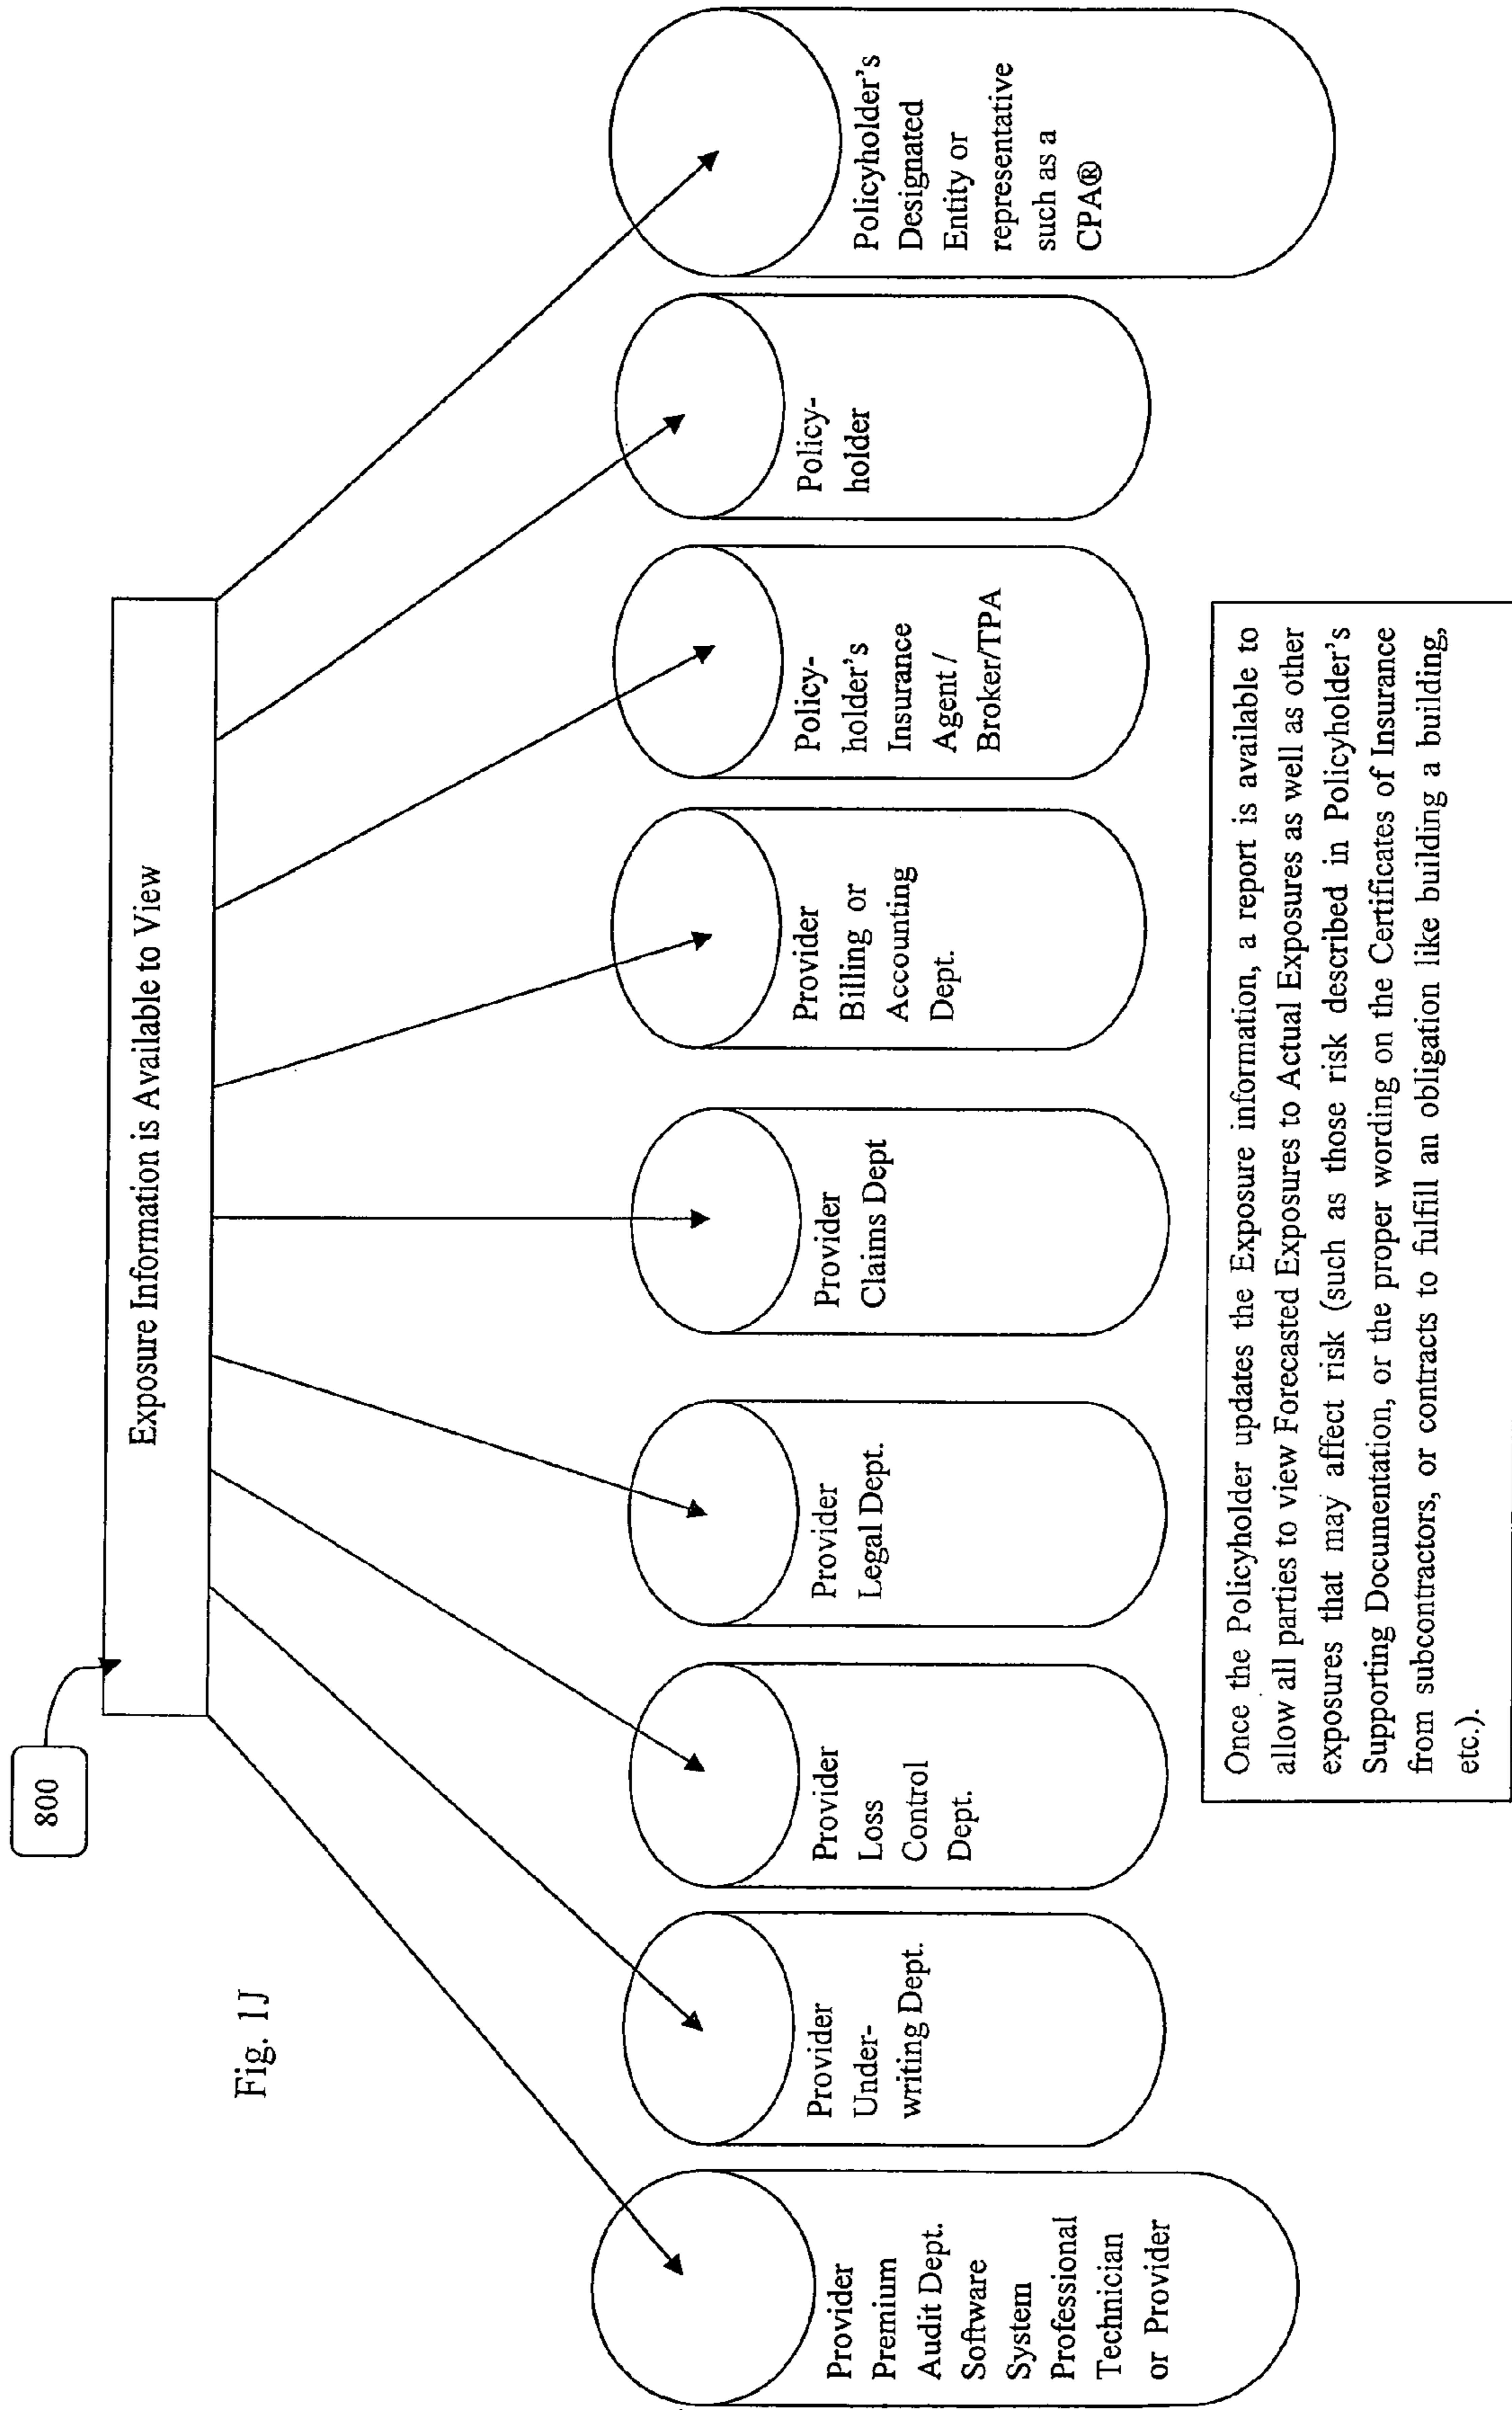 800
Fig. 1J
Exposure Information is Available to View
Provider
Premium
Audit Dept.
Software
System
Professional
Technician
or Provider
Provider
Under-
writing Dept.
Provider
Loss
Control
Dept.
Provider
Legal Dept.
Provider
Claims Dept
Provider
Billing or
Accounting
Dept.
Policy-
holder's
Insurance
Agent /
Broker/TPA
Policy-
holder
Policyholder's
Designated
Entity or
representative
such as a
CPA®
Once the Policyholder updates the Exposure information, a report is available to
allow all parties to view Forecasted Exposures to Actual Exposures as well as other
exposures that may affect risk (such as those risk described in Policyholder's
Supporting Documentation, or the proper wording on the Certificates of Insurance
from subcontractors, or contracts to fulfill an obligation like building a building,
etc.).